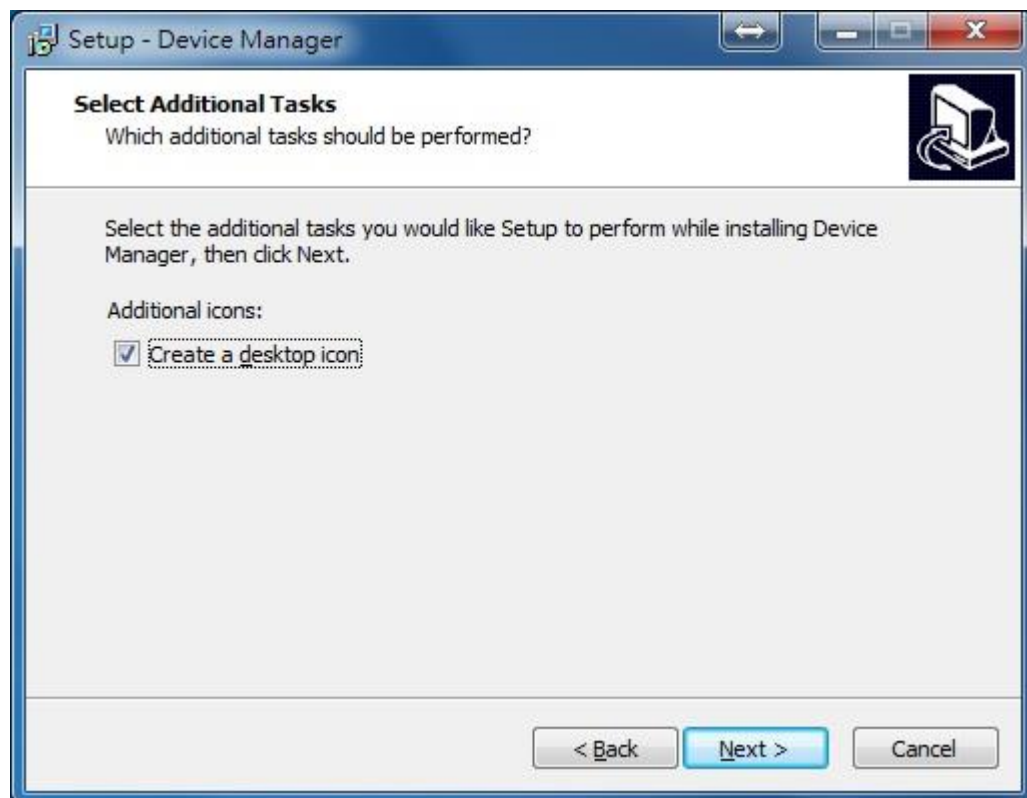 Setup - Device Manager
Select Additional Tasks
Which additional tasks should be performed?
Select the additional tasks you would like Setup to perform while installing Device
Manager, then click Next.
Additional icons:
Create a desktop icon
< Back Next > Cancel